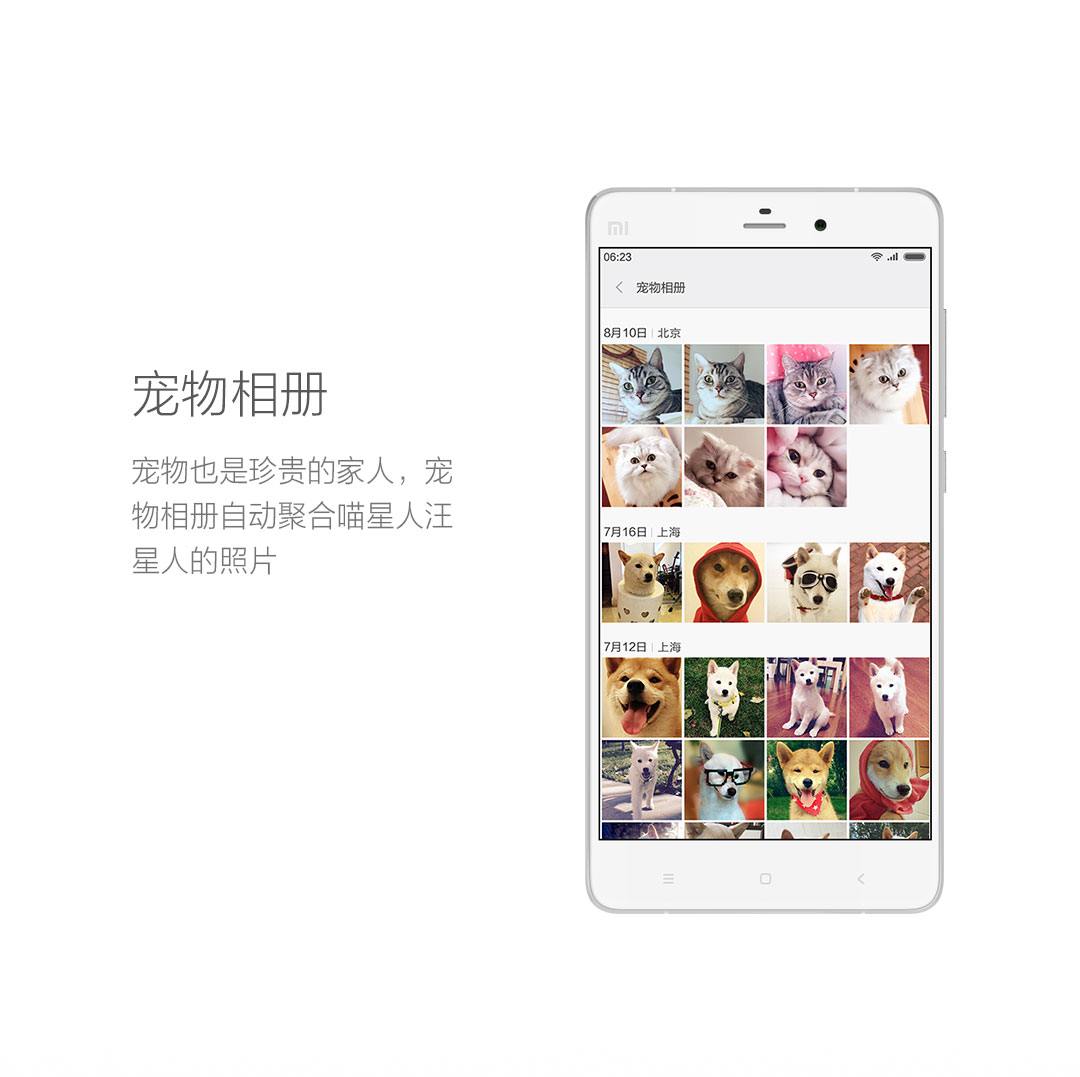 宠物相册
宠物也是珍贵的家人，宠
物相册自动聚合喵星人汪
星人的照片
MI
06:23
宠物相册
8月10日 | 北京
7月16日 | 上海
7月12日 | 上海